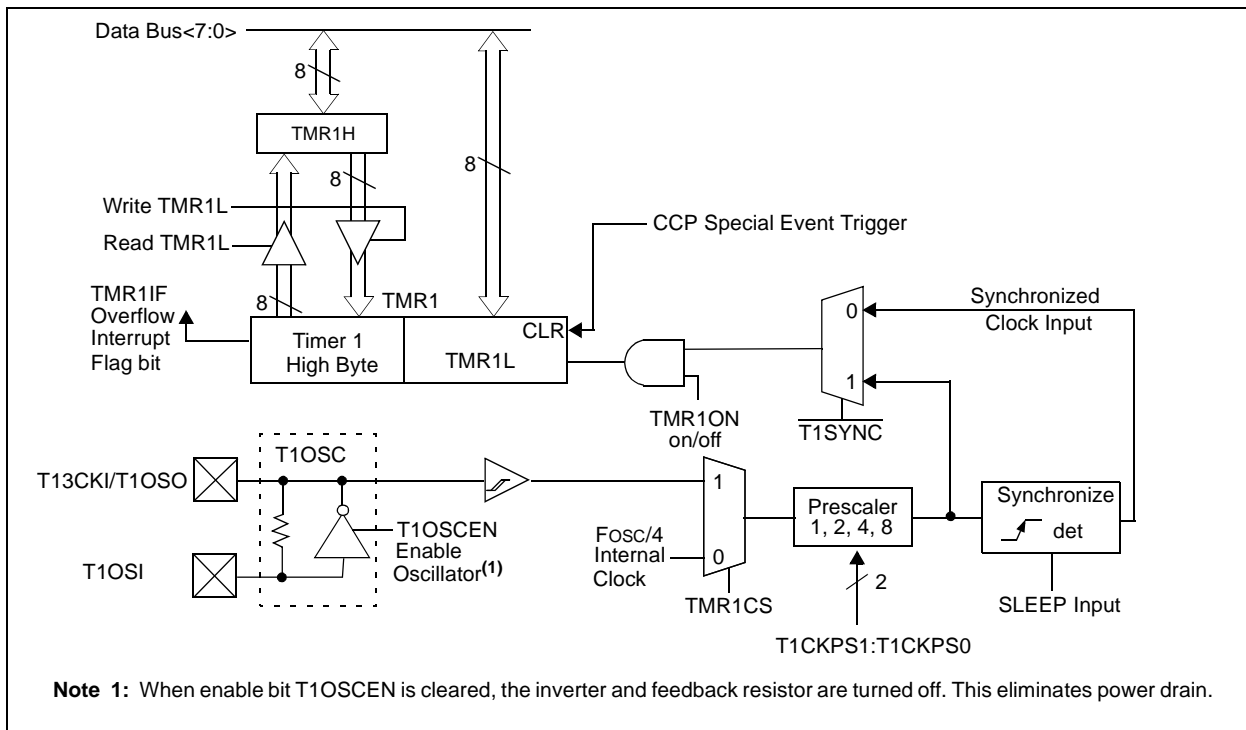 Data Bus<7:0>
8
TMR1H
8
8
Write TMR1L
CCP Special Event Trigger
Read TMR1L
8
TMR1
TMR1IF
Overflow
Interrupt
Flag bit
Timer 1
High Byte
CLR
TMR1L
0
1
Synchronized
Clock Input
TMR1ON
on/off
T1SYNC
T1OSC
T13CKI/T1OSO
1
Prescaler
1, 2, 4, 8
Synchronize
det
T1OSCEN
Enable
Oscillator(1)
FOSC/4
Internal
Clock
0
T1OSI
2
TMR1CS
SLEEP Input
T1CKPS1:T1CKPS0
Note 1: When enable bit T1OSCEN is cleared, the inverter and feedback resistor are turned off. This eliminates power drain.